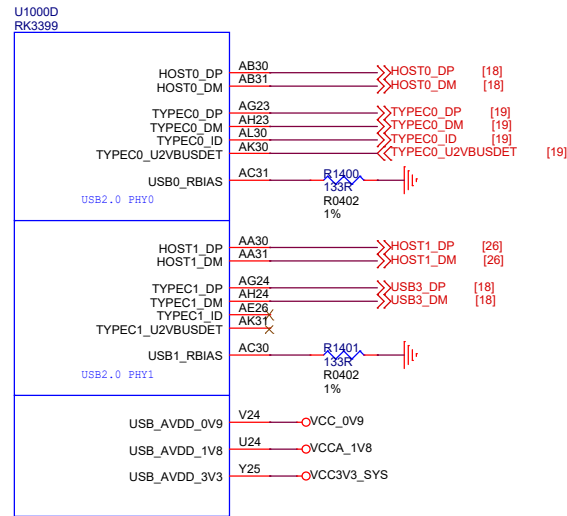 U1000D
RK3399
HOST0_DP AB30 HOST0_DP [18]
HOST0_DM AB31 HOST0_DM [18]
TYPEC0_DP AG23 TYPEC0_DP [19]
TYPEC0_DM AH23 TYPEC0_DM [19]
TYPEC0_ID AL30 TYPEC0_ID [19]
TYPEC0_U2VBUSDET AK30 TYPEC0_U2VBUSDET [19]
USB0_RBIAS AC31 R1400
133R
R0402
1%
USB2.0 PHY0
HOST1_DP AA30 HOST1_DP [26]
HOST1_DM AA31 HOST1_DM [26]
TYPEC1_DP AG24 USB3_DP [18]
TYPEC1_DM AH24 USB3_DM [18]
TYPEC1_ID AE26
TYPEC1_U2VBUSDET AK31
USB1_RBIAS AC30 R1401
133R
R0402
1%
USB2.0 PHY1
USB_AVDD_0V9 V24 VCC_0V9
USB_AVDD_1V8 U24 VCCA_1V8
USB_AVDD_3V3 Y25 VCC3V3_SYS